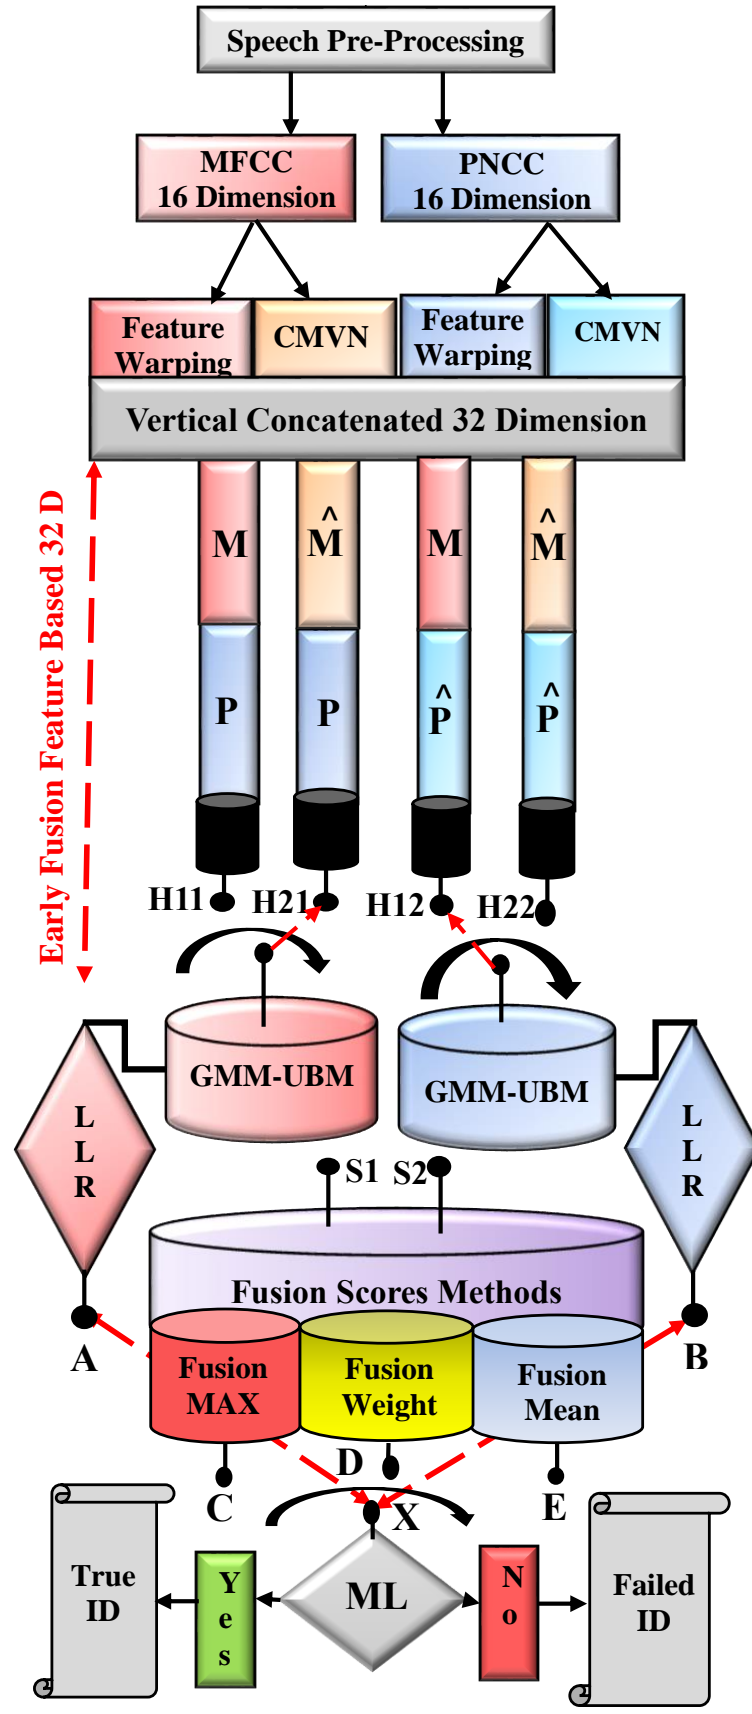 Speech Pre-Processing
MFCC
16 Dimension
PNCC
16 Dimension
Feature
Warping
CMVN
Feature
Warping
CMVN
Vertical Concatenated 32 Dimension
Early Fusion Feature Based 32 D
M
^
M
M
^
M
P
P
^
P
^
P
H11
H21
H12
H22
GMM-UBM
GMM-UBM
L
L
R
L
L
R
S1
S2
Fusion Scores Methods
A
B
Fusion
MAX
Fusion
Weight
Fusion
Mean
C
D
E
X
True
ID
Y
e
s
ML
N
o
Failed
ID